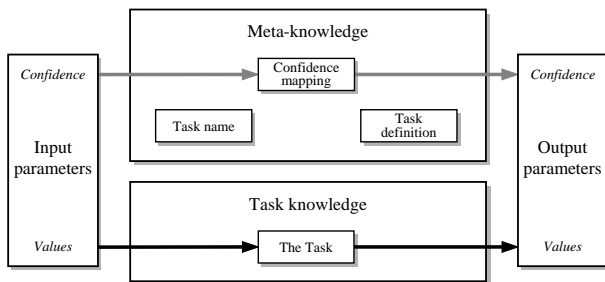 Meta-knowledge
Confidence
Confidence
mapping
Confidence
Task name
Task
definition
Input
parameters
Output
parameters
Task knowledge
Values
The Task
Values